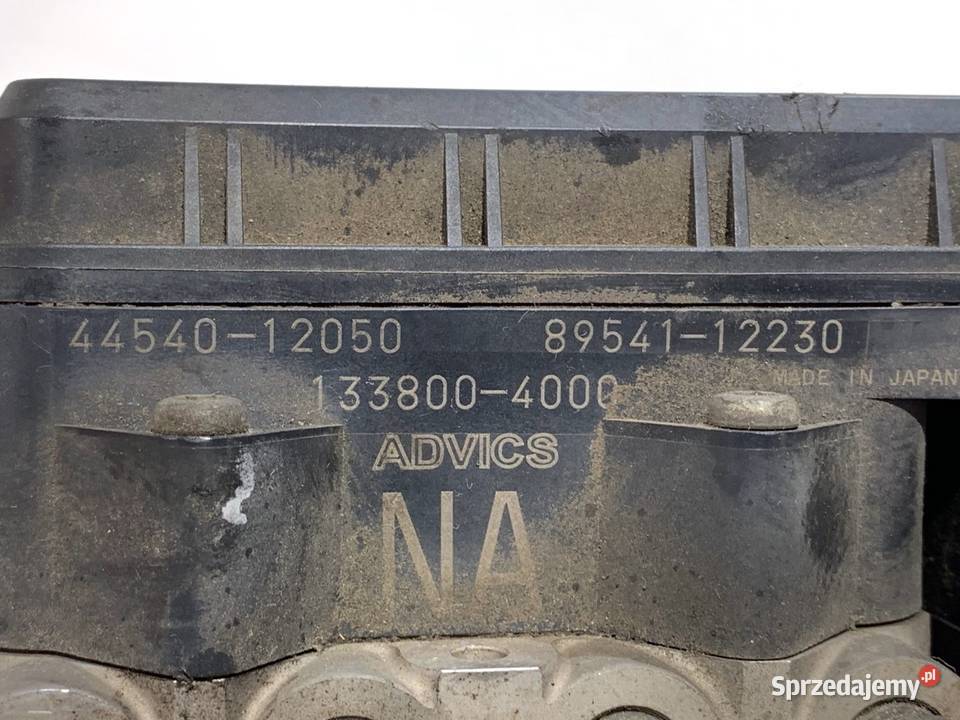 44540-12050 89541-12230
133800-4000 MADE IN JAPAN
ADVICS
NA
Sprzedajemy.pl